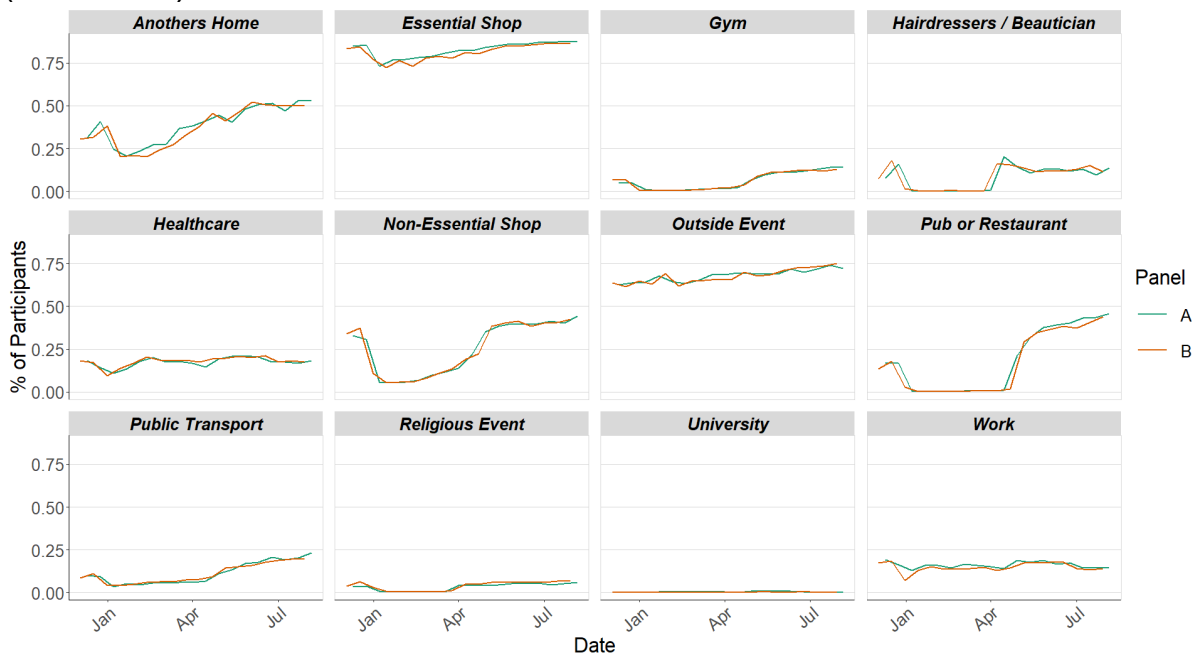 Anothers Home Essential Shop Gym Hairdressers / Beautician
0.75
0.50
0.25
0.00
Healthcare Non-Essential Shop Outside Event Pub or Restaurant
0.75
0.50
0.25
0.00
Public Transport Religious Event University Work
0.75
0.50
0.25
0.00
Jan Apr Jul Jan Apr Jul Jan Apr Jul Jan Apr Jul
Date
% of Participants
Panel
A
B